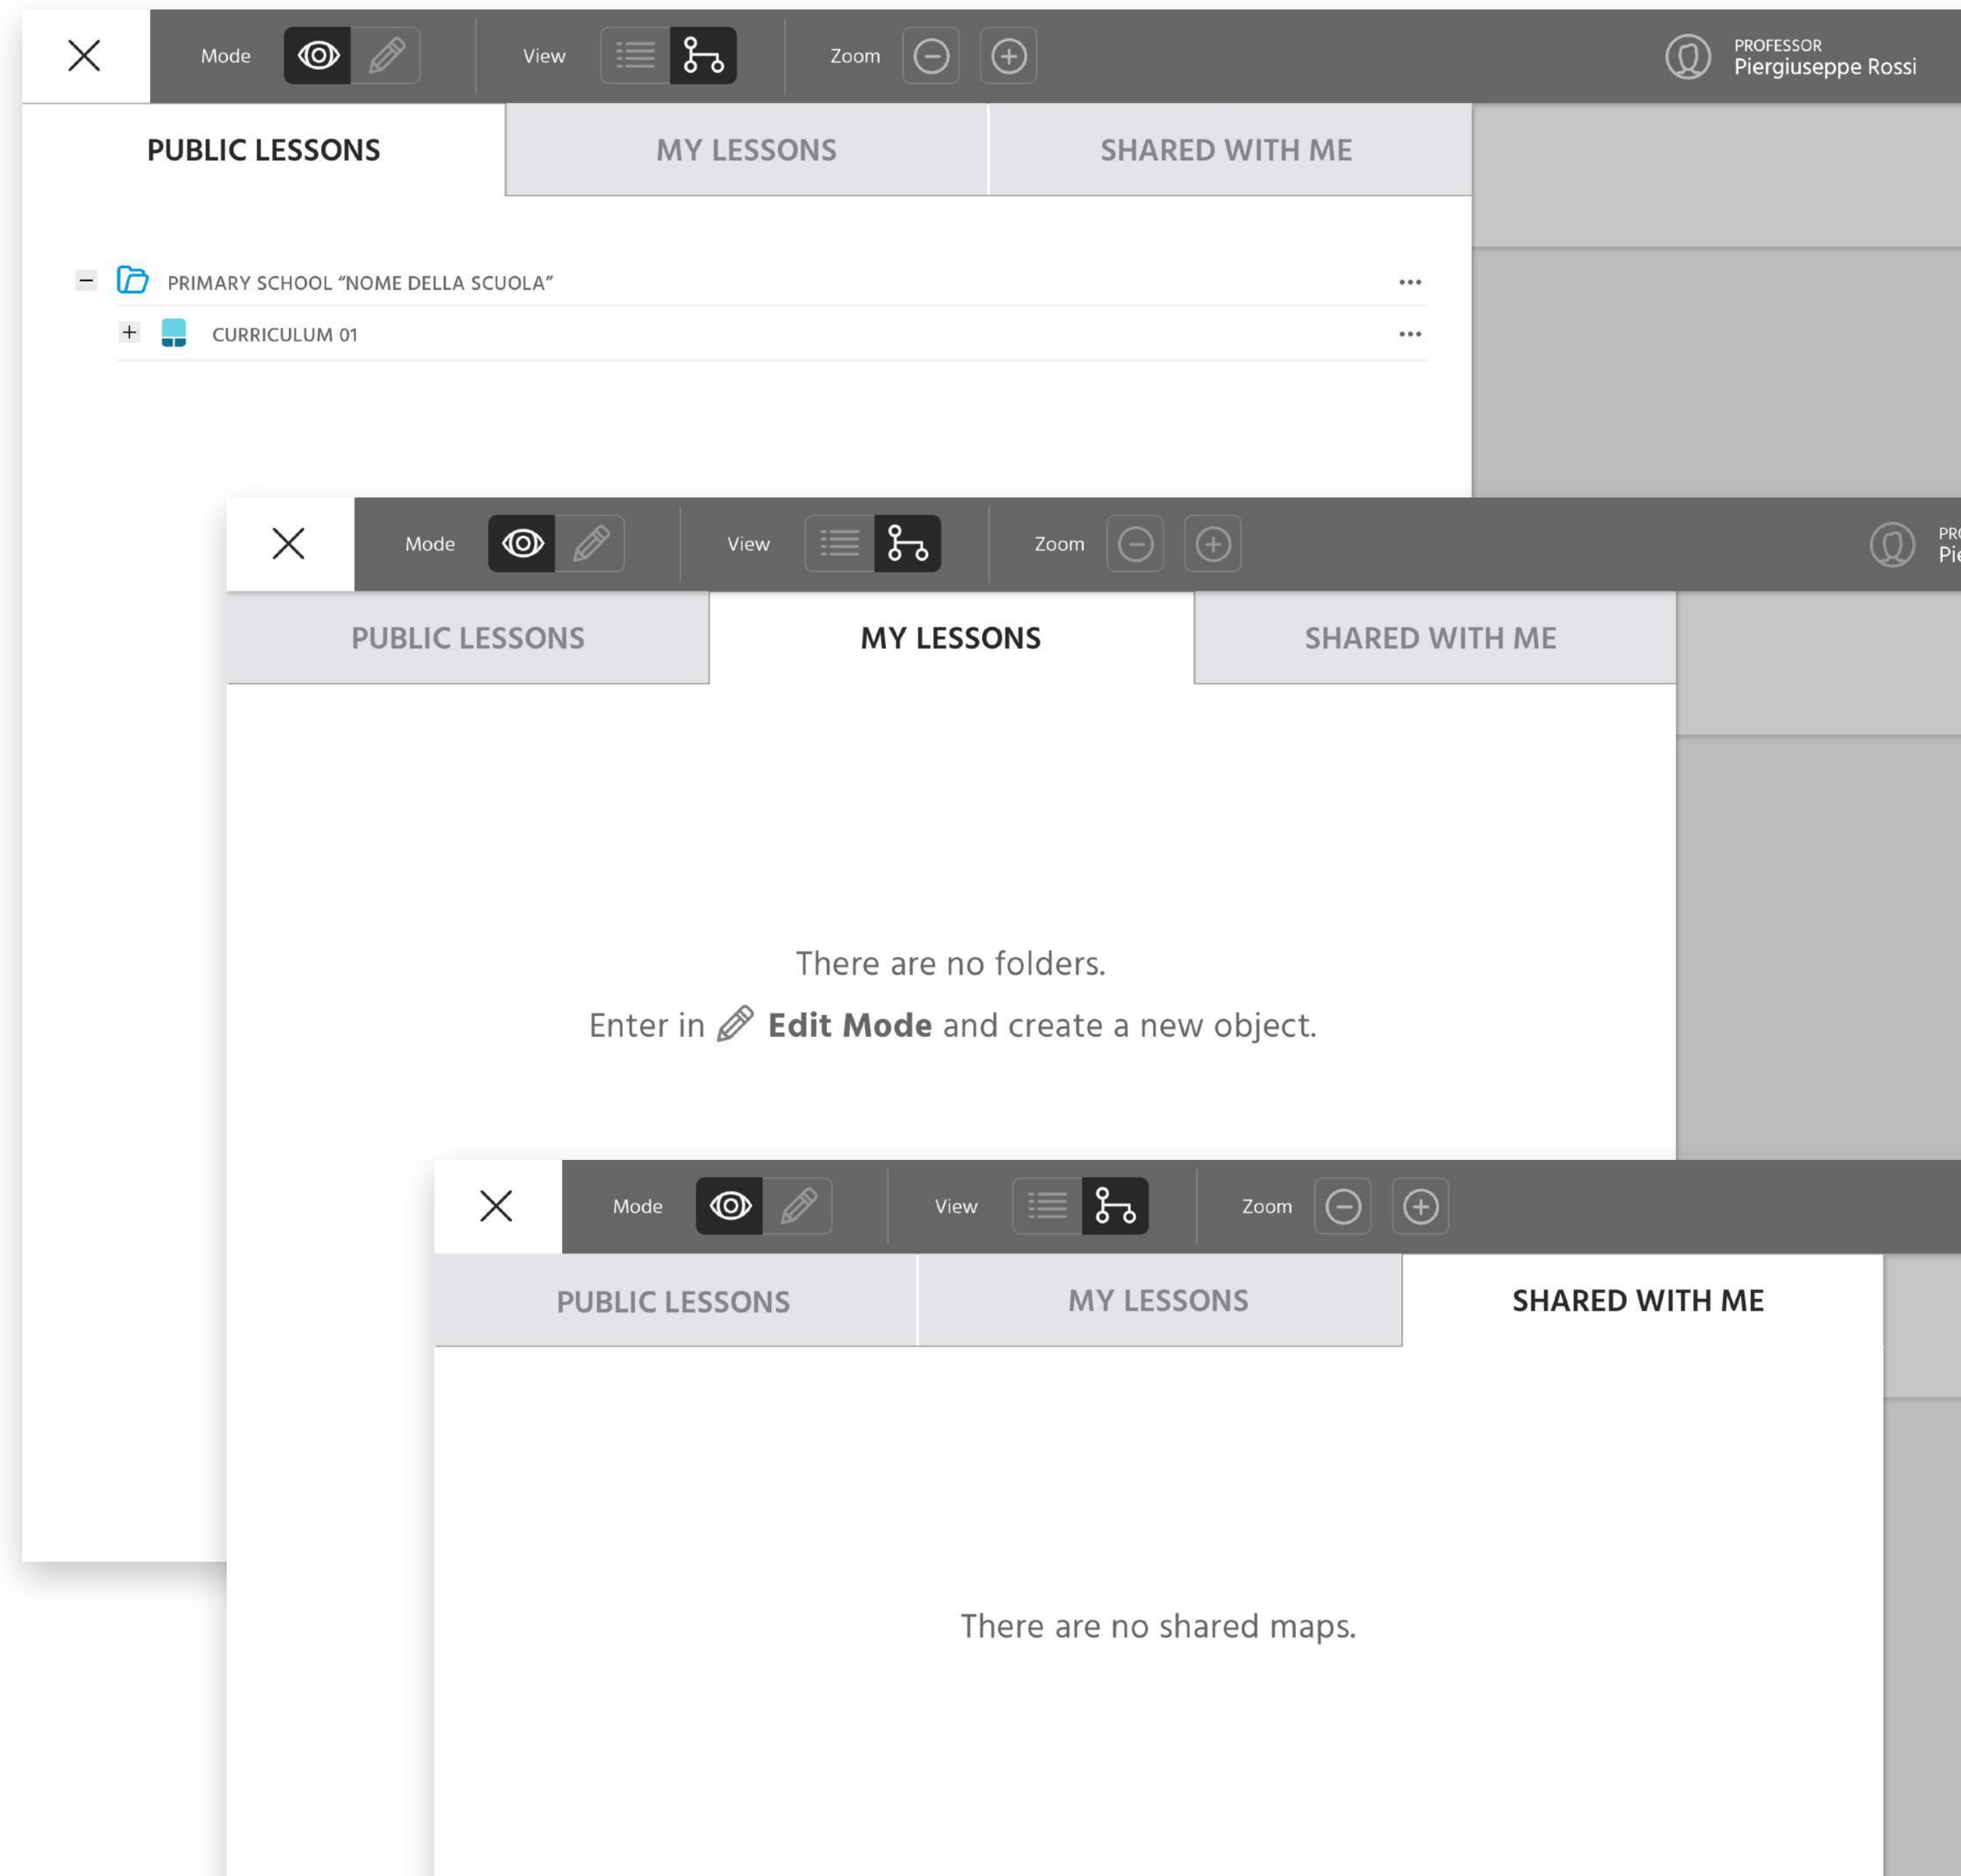 Mode View Zoom PROFESSOR
Piergiuseppe Rossi
PUBLIC LESSONS MY LESSONS SHARED WITH ME
PRIMARY SCHOOL “NOME DELLA SCUOLA”
CURRICULUM 01
Mode View Zoom
PUBLIC LESSONS MY LESSONS SHARED WITH ME
There are no folders.
Enter in Edit Mode and create a new object.
Mode View Zoom
PUBLIC LESSONS MY LESSONS SHARED WITH ME
There are no shared maps.